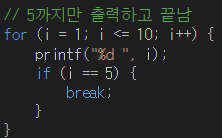 // 5까지만 출력하고 끝남
for (i = 1; i <= 10; i++) {
    printf("%d ", i);
    if (i == 5) {
        break;
    }
}